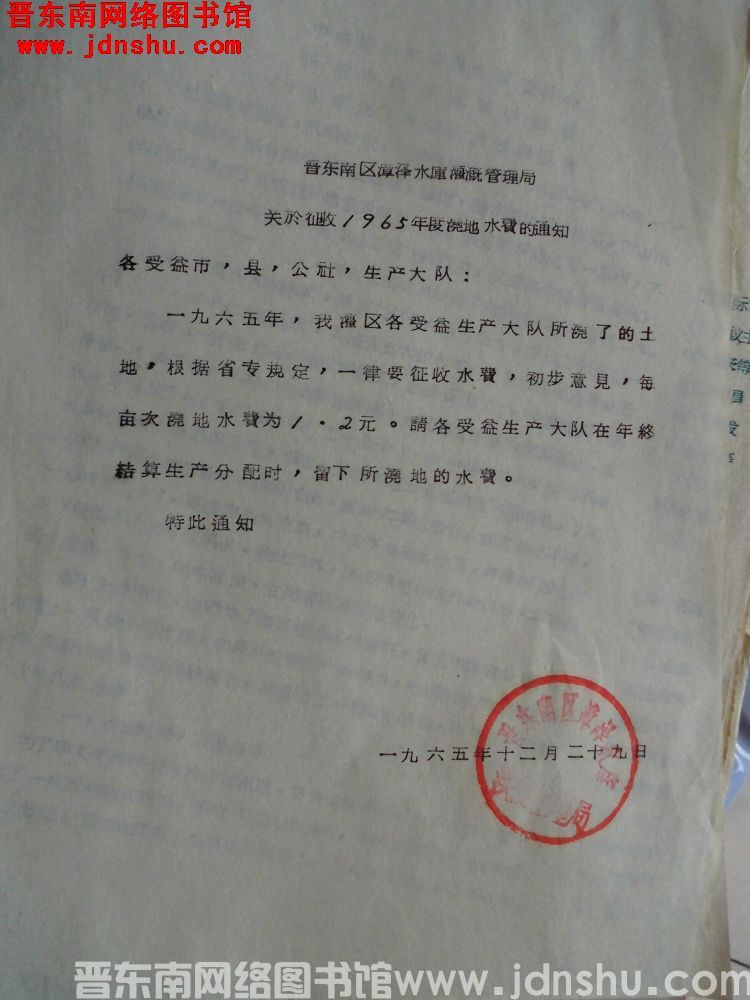 晋东南网络图书馆
www.jdnshu.com
晋东南区漳泽水庫灌溉管理局
关於征收1965年度浇地水費的通知
各受益市，县，公社，生产大队：
一九六五年，我灌区各受益生产大队所浇了的土
地，根据省专規定，一律要征收水費，初步意見，每
亩次浇地水費为1.2元。請各受益生产大队在年終
結算生产分配时，留下所浇地的水費。
特此通知
一九六五年十二月二十九日
晋东南网络图书馆www.jdnshu.com